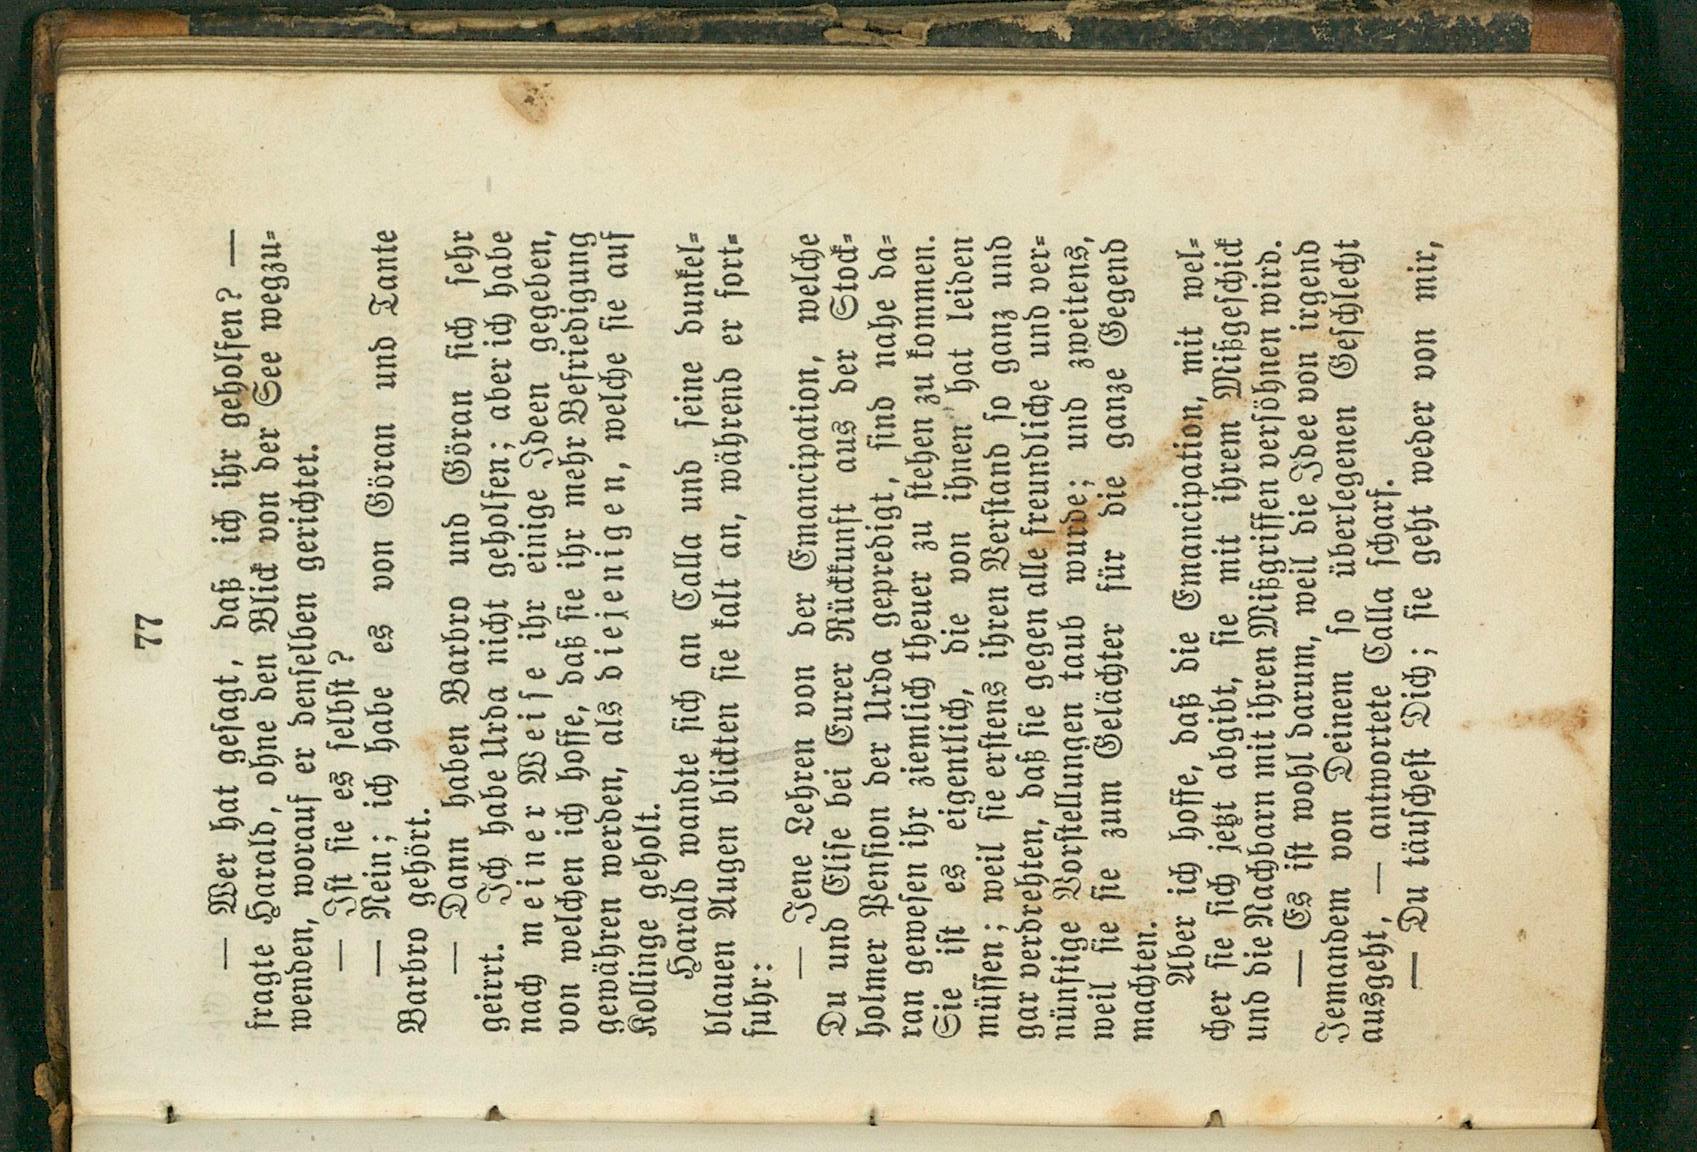 77
— Wer hat gesagt, daß ich ihr geholfen? —
fragte Harald, ohne den Blick von der See wegzu-
wenden, worauf er denselben gerichtet.
— Ist sie es selbst?
— Nein; ich habe es von Göran und Tante
Barbro gehört.
— Dann haben Barbro und Göran sich sehr
geirrt. Ich habe Urda nicht geholfen; aber ich habe
nach meiner Weise ihr einige Ideen gegeben,
von welchen ich hoffe, daß sie ihr mehr Befriedigung
gewähren werden, als diejenigen, welche sie auf
Kollinge geholt.
Harald wandte sich an Calla und seine dunkel-
blauen Augen blickten sie kalt an, während er fort-
fuhr:
— Jene Lehren von der Emancipation, welche
Du und Elise bei Eurer Rückkunft aus der Stock-
holmer Pension der Urda gepredigt, sind nahe da-
ran gewesen ihr ziemlich theuer zu stehen zu kommen.
Sie ist es eigentlich, die von ihnen hat leiden
müssen; weil sie erstens ihren Verstand so ganz und
gar verdrehten, daß sie gegen alle freundliche und ver-
nünftige Vorstellungen taub wurde; und zweitens,
weil sie sie zum Gelächter für die ganze Gegend
machten.
Aber ich hoffe, daß die Emancipation, mit wel-
cher sie sich jetzt abgibt, sie mit ihrem Mißgeschick
und die Nachbarn mit ihren Mißgriffen versöhnen wird.
— Es ist wohl darum, weil die Idee von irgend
Jemandem von Deinem so überlegenen Geschlecht
ausgeht, — antwortete Calla scharf.
— Du täuschest Dich; sie geht weder von mir,